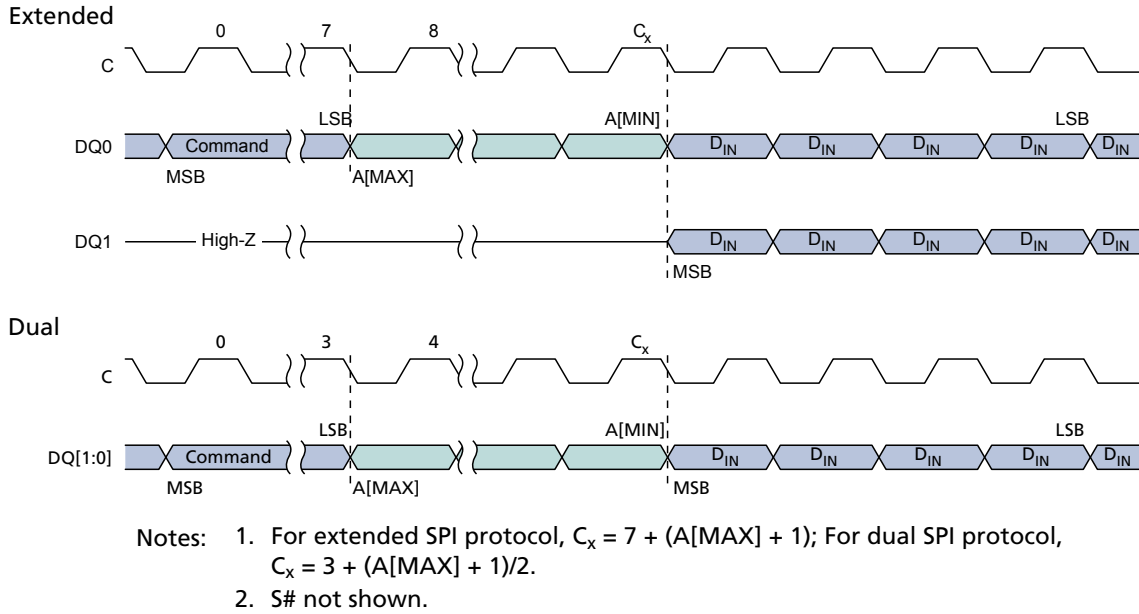 Extended
0 7 8 Cx
C
LSB A[MIN] LSB
DQ0 Command DIN DIN DIN DIN DIN
MSB A[MAX]
DQ1 High-Z DIN DIN DIN DIN DIN
MSB
Dual
0 3 4 Cx
C
LSB A[MIN] LSB
DQ[1:0] Command DIN DIN DIN DIN DIN
MSB A[MAX] MSB
Notes: 1. For extended SPI protocol, Cx = 7 + (A[MAX] + 1); For dual SPI protocol,
Cx = 3 + (A[MAX] + 1)/2.
2. S# not shown.